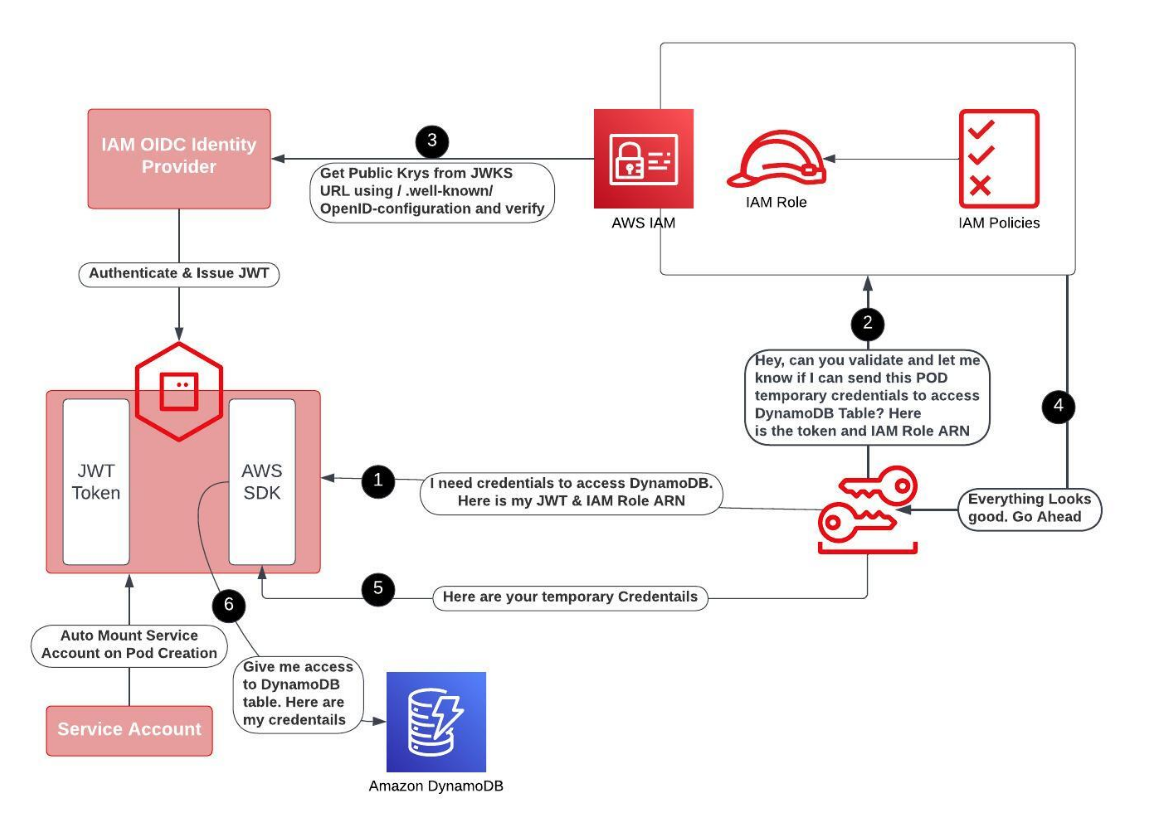 IAM OIDC Identity
Provider
3
Get Public Krys from JWKS
URL using / .well-known/
OpenID-configuration and verify
AWS IAM
IAM Role
IAM Policies
Authenticate & Issue JWT
2
Hey, can you validate and let me
know if I can send this POD
temporary credentials to access
DynamoDB Table? Here
is the token and IAM Role ARN
4
JWT
Token
AWS
SDK
1
I need credentials to access DynamoDB.
Here is my JWT & IAM Role ARN
Everything Looks
good. Go Ahead
5
Here are your temporary Credentails
6
Auto Mount Service
Account on Pod Creation
Give me access
to DynamoDB
table. Here are
my credentails
Service Account
Amazon DynamoDB